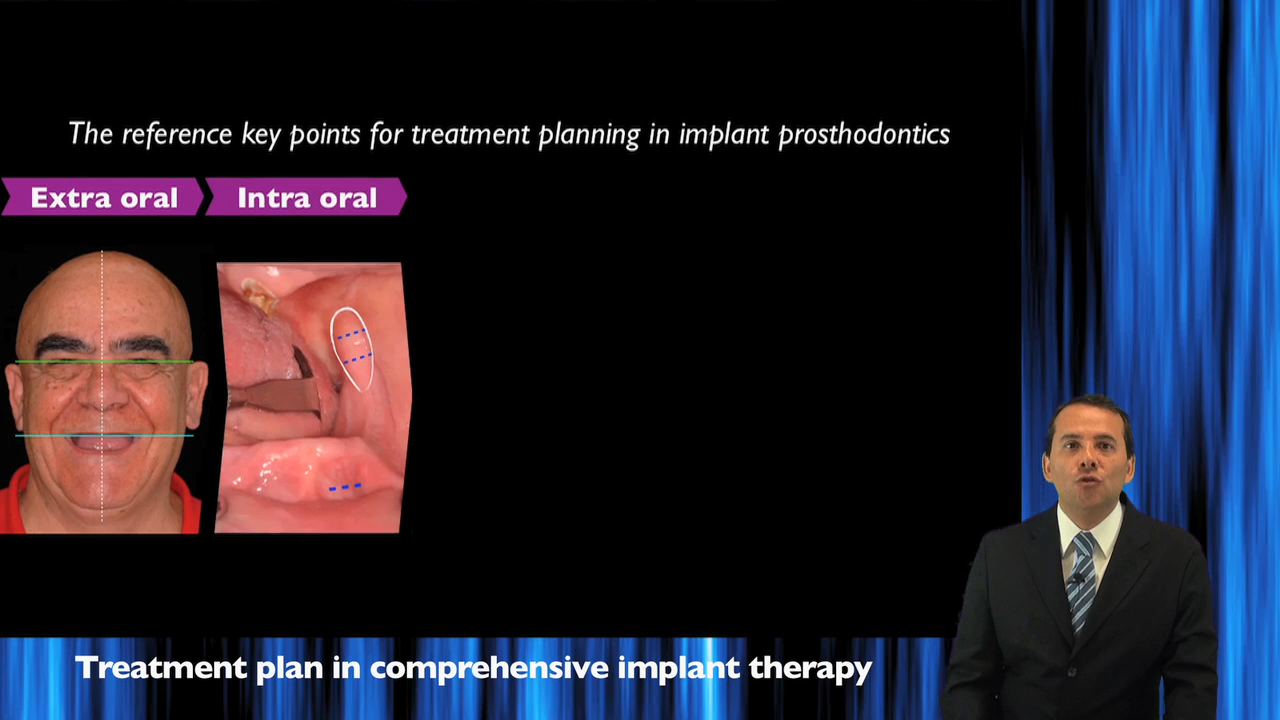 The reference key points for treatment planning in implant prosthodontics
Extra oral
Intra oral
Treatment plan in comprehensive implant therapy